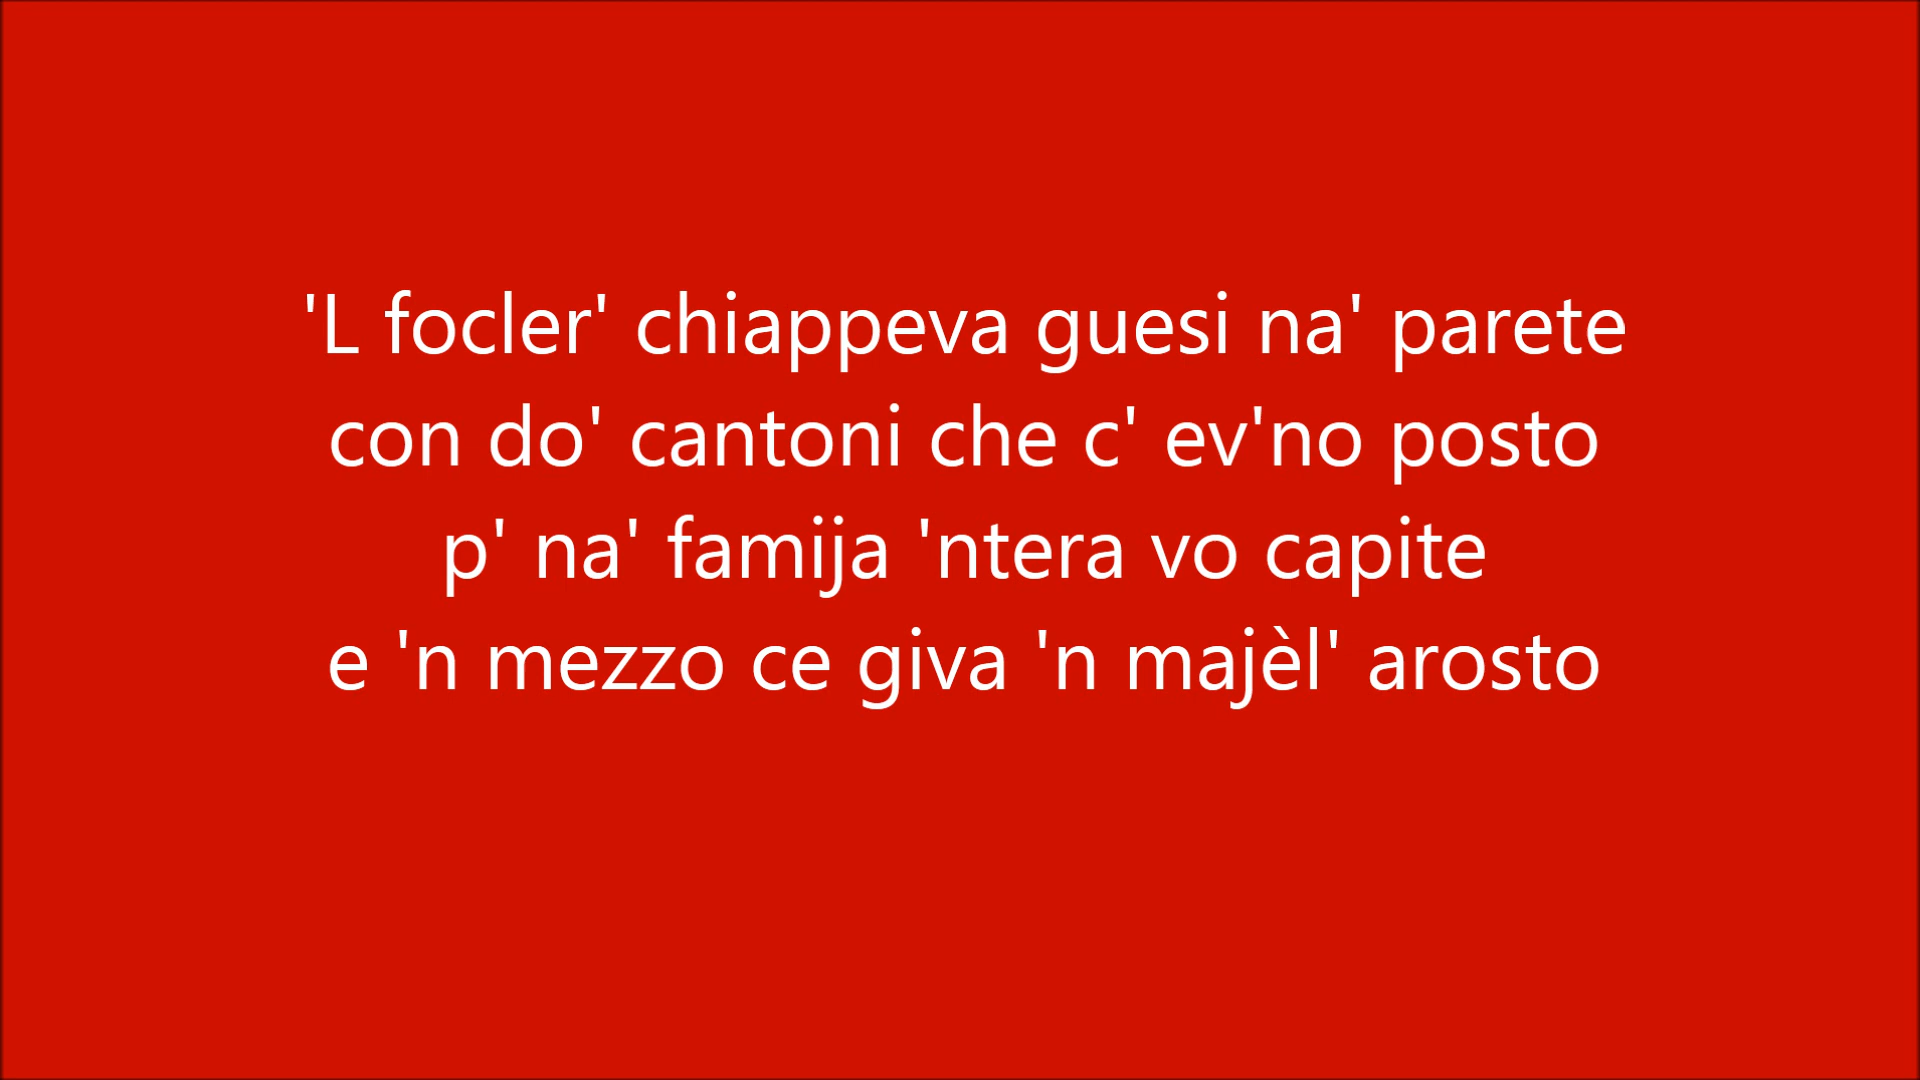 'L focler' chiappeva guesi na' parete
con do' cantoni che c' ev'no posto
p' na' famija 'ntera vo capite
e 'n mezzo ce giva 'n majèl' arosto